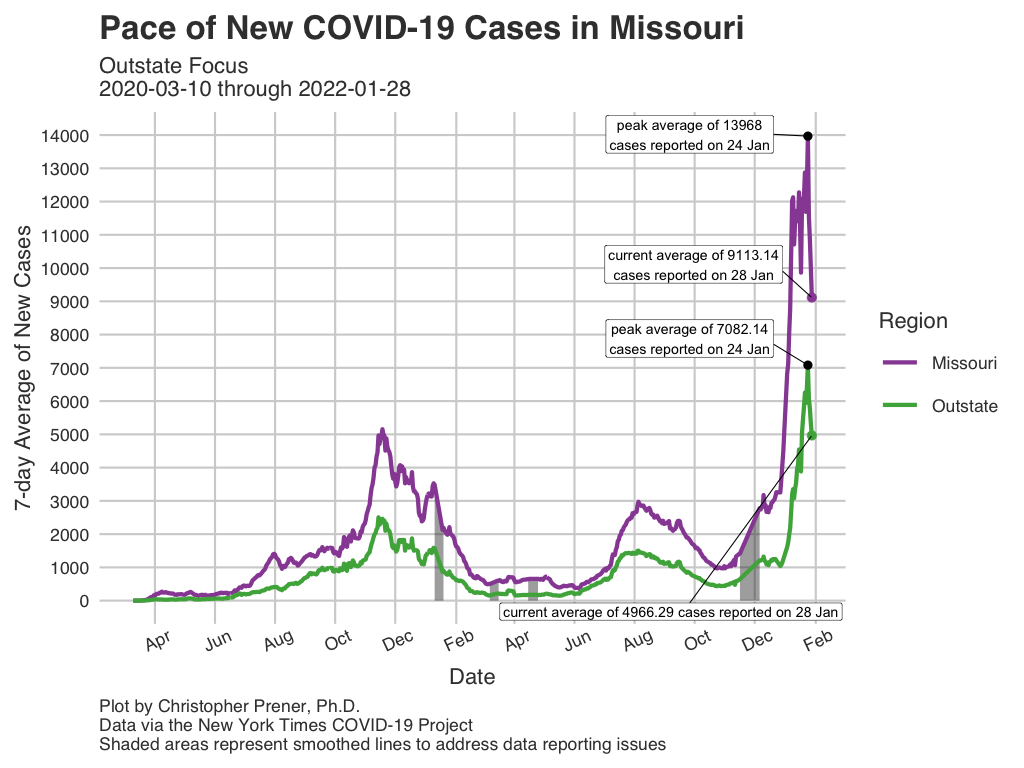 Pace of New COVID-19 Cases in Missouri
Outstate Focus
2020-03-10 through 2022-01-28
7-day Average of New Cases
14000
13000
12000
11000
10000
9000
8000
7000
6000
5000
4000
3000
2000
1000
0
peak average of 13968
cases reported on 24 Jan
current average of 9113.14
cases reported on 28 Jan
peak average of 7082.14
cases reported on 24 Jan
current average of 4966.29 cases reported on 28 Jan
Apr
Jun
Aug
Oct
Dec
Feb
Apr
Jun
Aug
Oct
Dec
Feb
Date
Region
Missouri
Outstate
Plot by Christopher Prener, Ph.D.
Data via the New York Times COVID-19 Project
Shaded areas represent smoothed lines to address data reporting issues